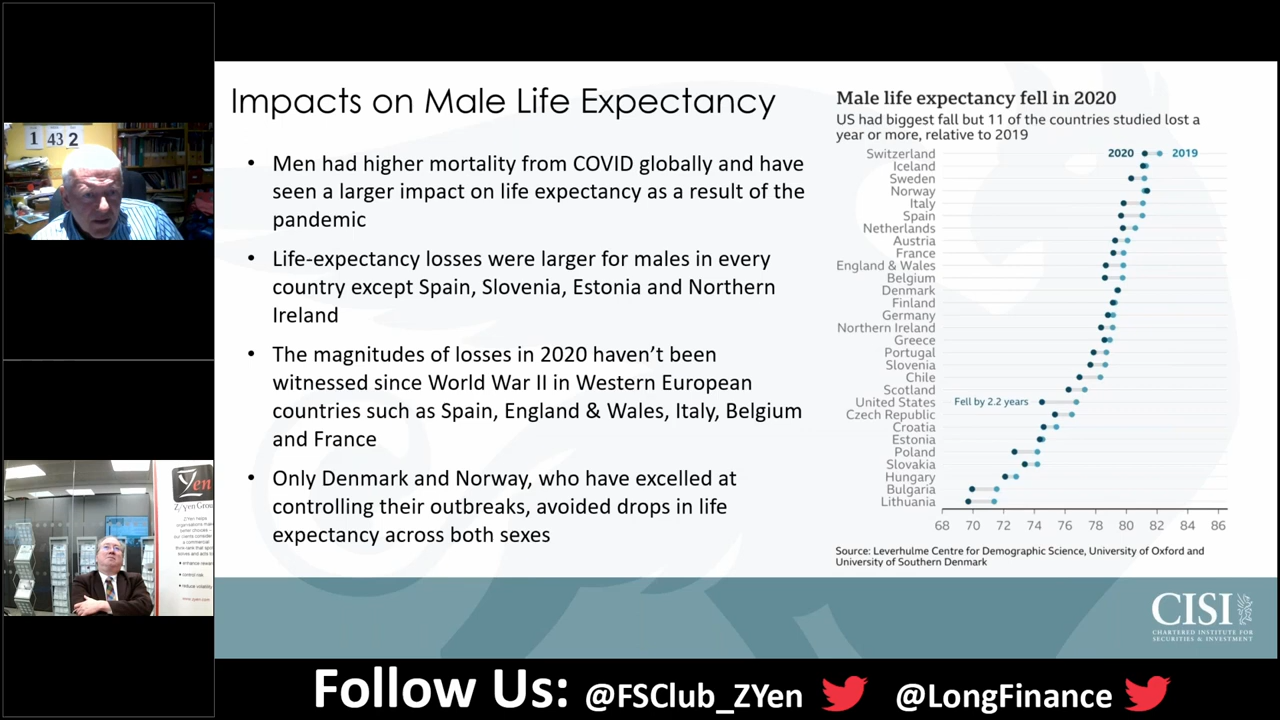 1 43 2
Zyen
Z/yen Group
Impacts on Male Life Expectancy
• Men had higher mortality from COVID globally and have
seen a larger impact on life expectancy as a result of the
pandemic
• Life-expectancy losses were larger for males in every
country except Spain, Slovenia, Estonia and Northern
Ireland
• The magnitudes of losses in 2020 haven’t been
witnessed since World War II in Western European
countries such as Spain, England & Wales, Italy, Belgium
and France
• Only Denmark and Norway, who have excelled at
controlling their outbreaks, avoided drops in life
expectancy across both sexes
Male life expectancy fell in 2020
US had biggest fall but 11 of the countries studied lost a
year or more, relative to 2019
Switzerland 2020 2019
Iceland
Sweden
Norway
Italy
Spain
Netherlands
Austria
France
England & Wales
Belgium
Denmark
Finland
Germany
Northern Ireland
Greece
Portugal
Slovenia
Chile
Scotland
United States Fell by 2.2 years
Czech Republic
Croatia
Estonia
Poland
Slovakia
Hungary
Bulgaria
Lithuania
68 70 72 74 76 78 80 82 84 86
Source: Leverhulme Centre for Demographic Science, University of Oxford and
University of Southern Denmark
CISI
CHARTERED INSTITUTE FOR
SECURITIES & INVESTMENT
Follow Us: @FSClub_ZYen @LongFinance